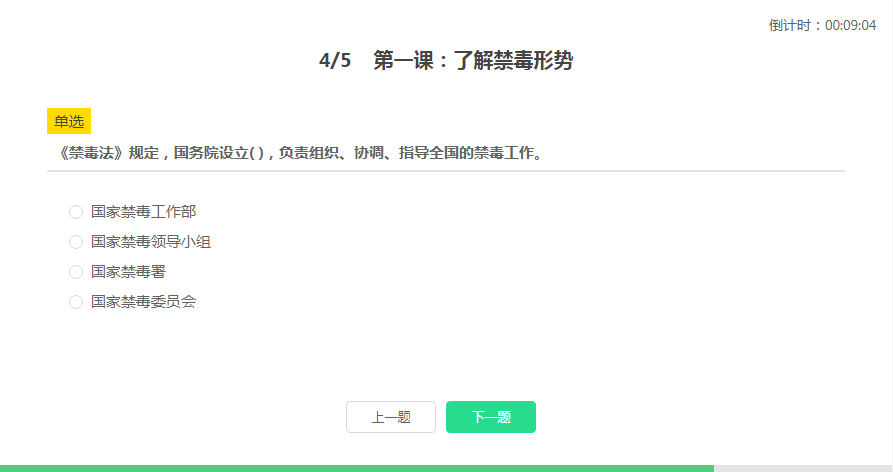 倒计时：00:09:04
4/5 第一课：了解禁毒形势
单选
《禁毒法》规定，国务院设立( )，负责组织、协调、指导全国的禁毒工作。
国家禁毒工作部
国家禁毒领导小组
国家禁毒署
国家禁毒委员会
上一题 下一题